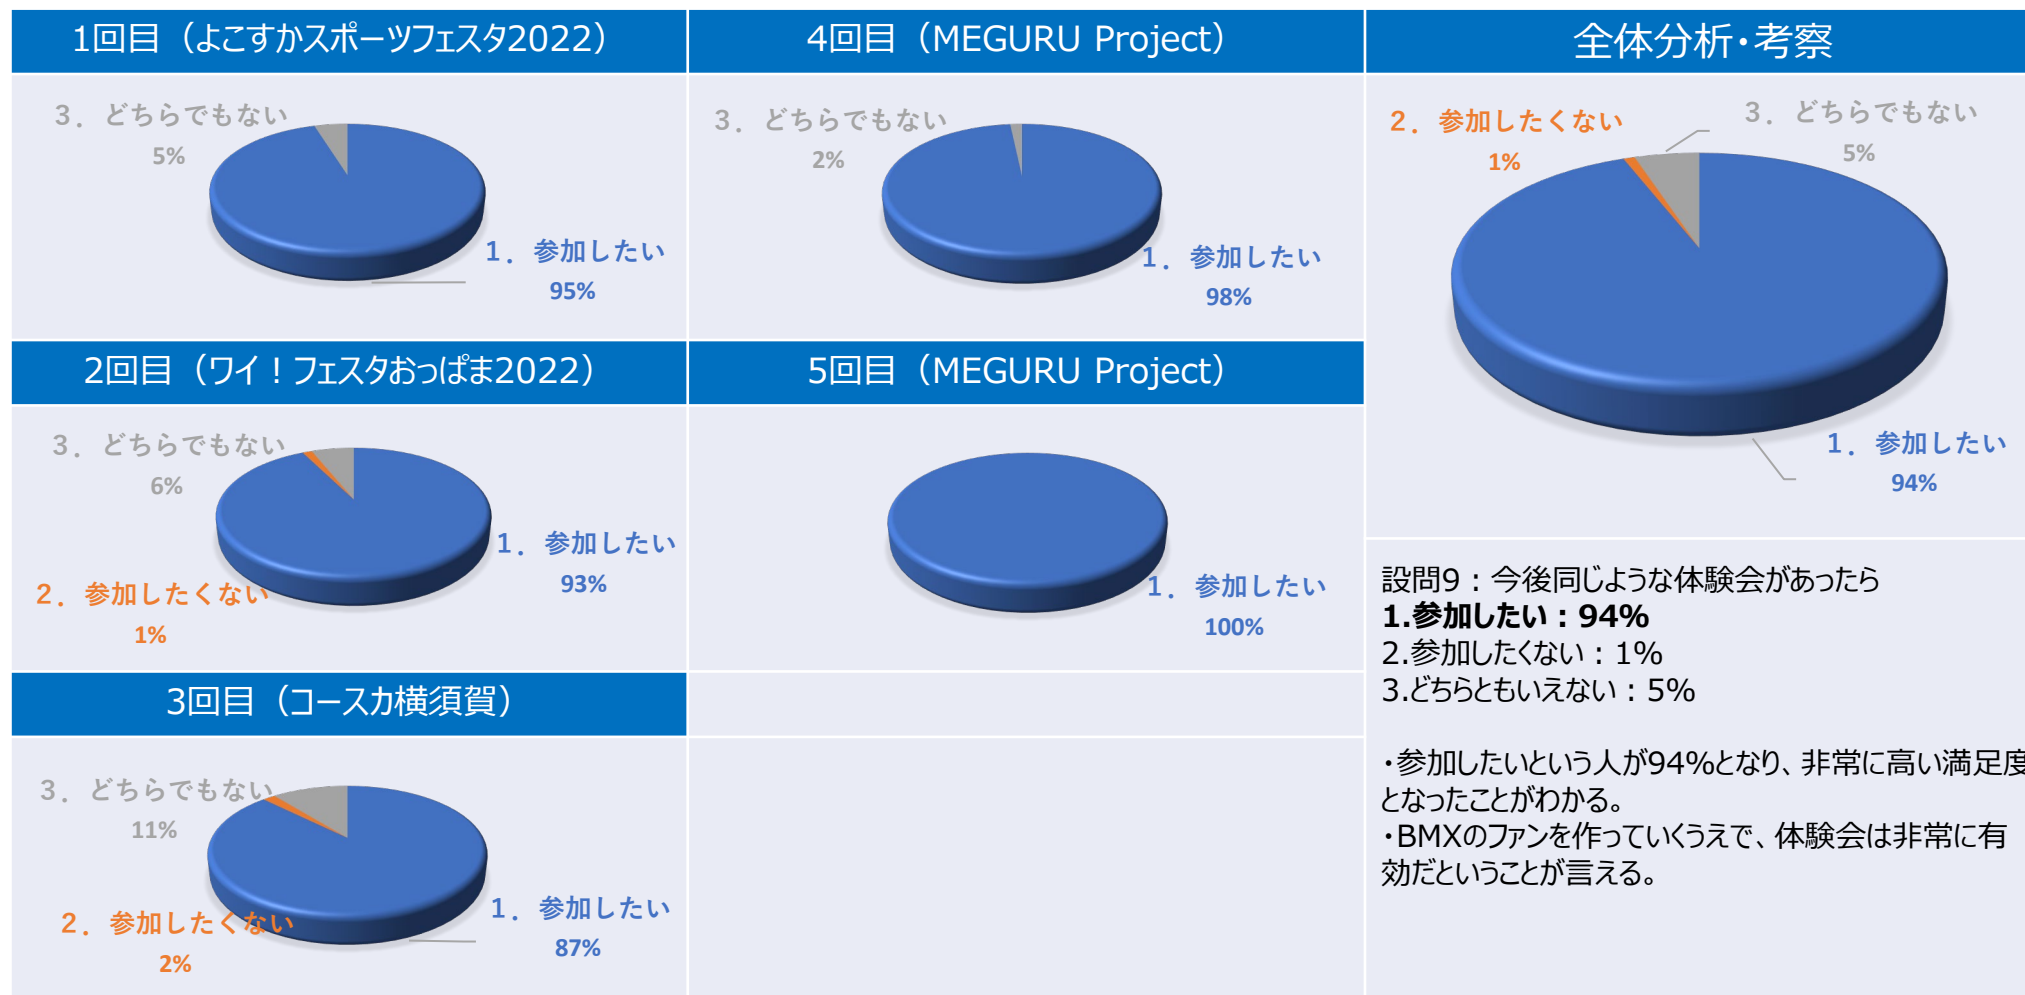 1回目（よこすかスポーツフェスタ2022）
3．どちらでもない
5%
1．参加したい
95%
2回目（ワイ！フェスタおっぱま2022）
3．どちらでもない
6%
1．参加したい
93%
2．参加したくない
1%
3回目（コースカ横須賀）
3．どちらでもない
11%
2．参加したくない
2%
1．参加したい
87%
4回目（MEGURU Project）
3．どちらでもない
2%
1．参加したい
98%
5回目（MEGURU Project）
1．参加したい
100%
全体分析・考察
2．参加したくない
1%
3．どちらでもない
5%
1．参加したい
94%
設問9：今後同じような体験会があったら
1.参加したい：94%
2.参加したくない：1%
3.どちらともいえない：5%
・参加したいという人が94%となり、非常に高い満足度
となったことがわかる。
・BMXのファンを作っていくうえで、体験会は非常に有
効だということが言える。